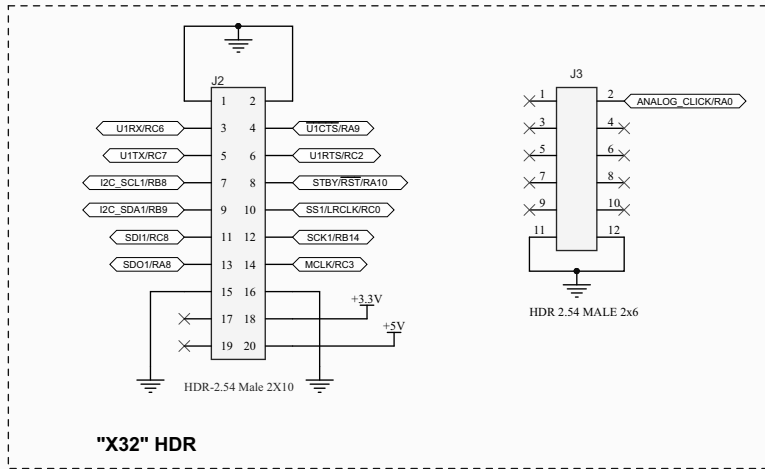 J2
1 2
U1RX/RC6 3 4 U1CTS/RA9
U1TX/RC7 5 6 U1RTS/RC2
I2C_SCL1/RB8 7 8 STBY/RST/RA10
I2C_SDA1/RB9 9 10 SS1/LRCLK/RC0
SDI1/RC8 11 12 SCK1/RB14
SDO1/RA8 13 14 MCLK/RC3
15 16
17 18 +3.3V
19 20 +5V
HDR-2.54 Male 2X10
J3
1 2 ANALOG_CLICK/RA0
3 4
5 6
7 8
9 10
11 12
HDR 2.54 MALE 2x6
"X32" HDR